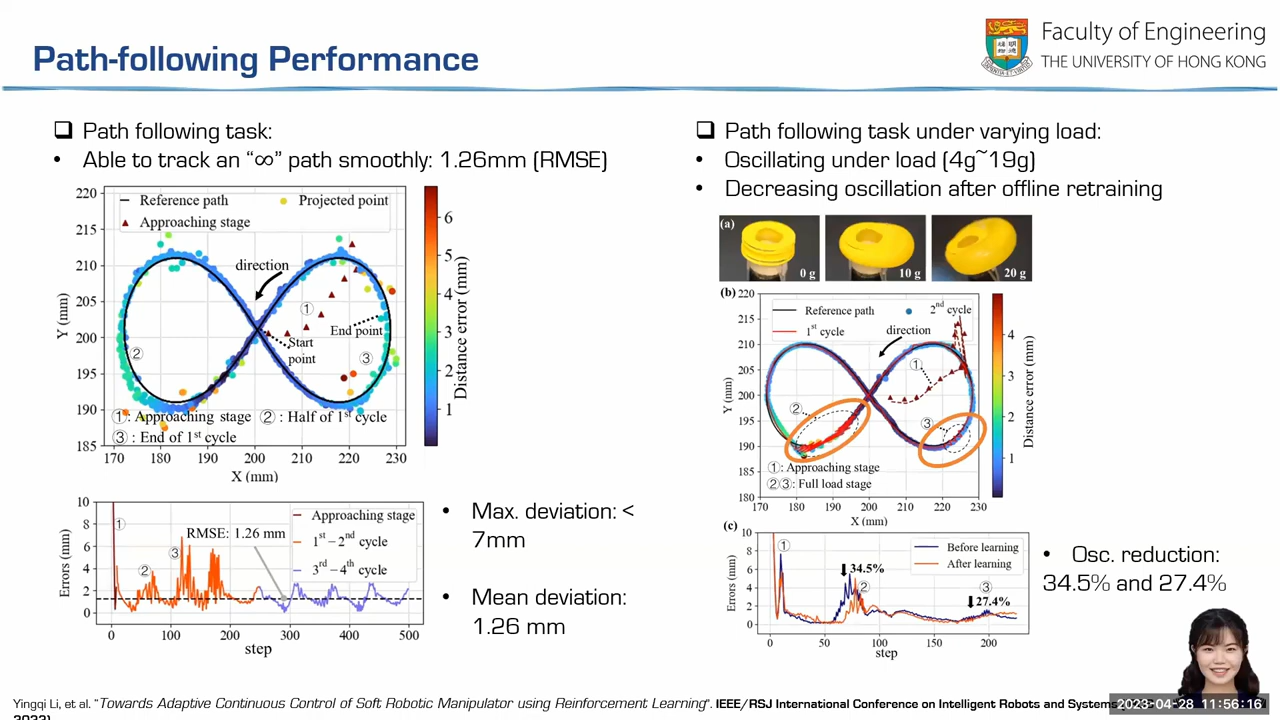 Path-following Performance
Faculty of Engineering
THE UNIVERSITY OF HONG KONG
❑ Path following task:
• Able to track an “∞” path smoothly: 1.26mm (RMSE)
220
215
210
205
200
195
190
185
Y (mm)
170 180 190 200 210 220 230
X (mm)
Reference path
Projected point
Approaching stage
direction
①
End point
Start
point
②
③
①: Approaching stage ② : Half of 1st cycle
③ : End of 1st cycle
6
5
4
3
2
1
Distance error (mm)
10
8
6
4
2
0
Errors (mm)
①
②
③
RMSE: 1.26 mm
Approaching stage
1st – 2nd cycle
3rd – 4th cycle
0 100 200 300 400 500
step
• Max. deviation: <
7mm
• Mean deviation:
1.26 mm
❑ Path following task under varying load:
• Oscillating under load (4g~19g)
• Decreasing oscillation after offline retraining
(a)
0 g
10 g
20 g
(b)
220
215
210
205
200
195
190
185
180
Y (mm)
Reference path
2nd cycle
1st cycle
direction
①
②
③
①: Approaching stage
②③: Full load stage
170 180 190 200 210 220 230
X (mm)
4
3
2
1
Distance error (mm)
(c)
10
8
6
4
2
0
Errors (mm)
①
34.5%
②
③
27.4%
Before learning
After learning
0 50 100 150 200
step
• Osc. reduction:
34.5% and 27.4%
Yingqi Li, et al. “Towards Adaptive Continuous Control of Soft Robotic Manipulator using Reinforcement Learning”. IEEE/RSJ International Conference on Intelligent Robots and Systems
2023-04-28 11:56:16